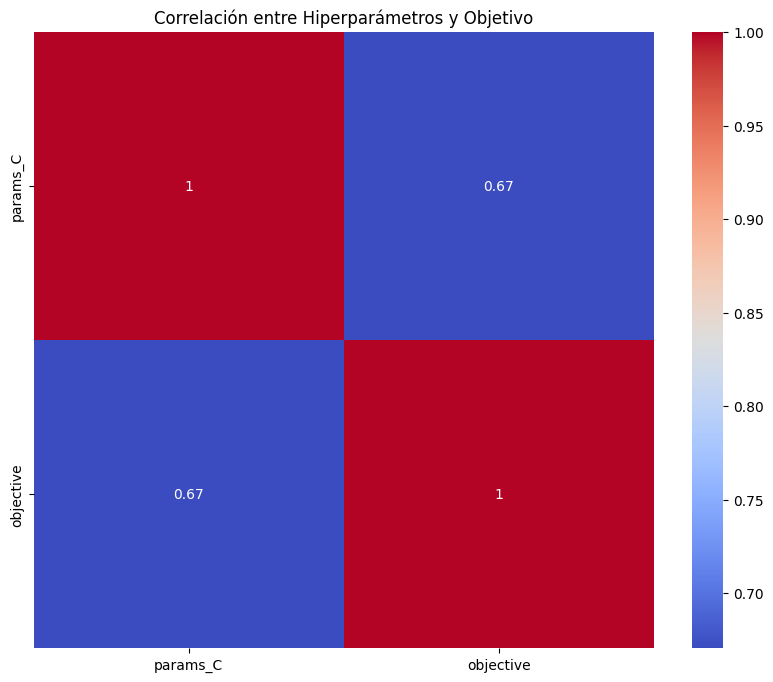 Correlación entre Hiperparámetros y Objetivo
params_C
objective
1
0.67
0.67
1
params_C
objective
1.00
0.95
0.90
0.85
0.80
0.75
0.70